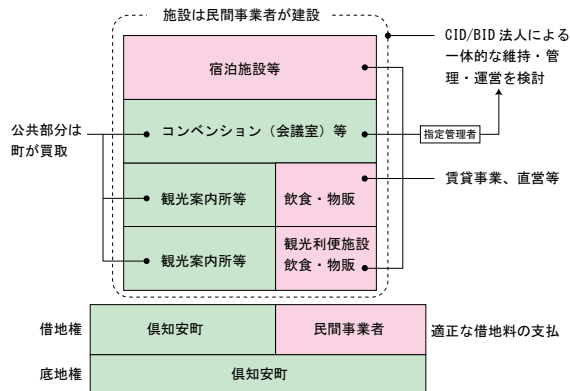 施設は民間事業者が建設
CID/BID 法人による
一体的な維持・管
理・運営を検討
宿泊施設等
公共部分は
町が買取
コンベンション（会議室）等
指定管理者
観光案内所等
飲食・物販
賃貸事業、直営等
観光案内所等
観光利便施設
飲食・物販
借地権
倶知安町
民間事業者
適正な借地料の支払
底地権
倶知安町